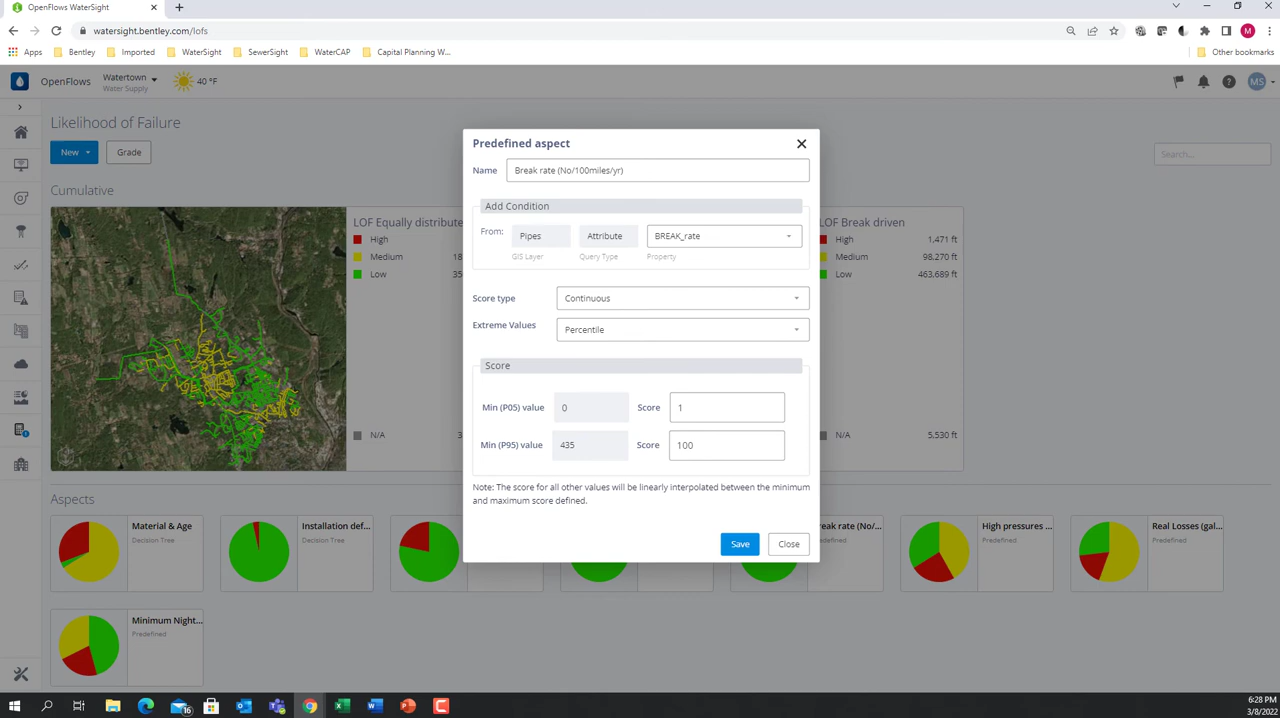 OpenFlows WaterSight
watersight.bentley.com/lofs
M
Apps Bentley Imported WaterSight SewerSight WaterCAP Capital Planning W... Other bookmarks
OpenFlows
Watertown
Water Supply
40 °F
MS
Likelihood of Failure
New
Grade
Search...
Cumulative
LOF Equally distribute
High
Medium 18
Low 35
N/A 3
LOF Break driven
High 1,471 ft
Medium 98,270 ft
Low 463,689 ft
N/A 5,530 ft
Predefined aspect
Name Break rate (No/100miles/yr)
Add Condition
From: Pipes Attribute BREAK_rate
GIS Layer Query Type Property
Score type Continuous
Extreme Values Percentile
Score
Min (P05) value 0 Score 1
Min (P95) value 435 Score 100
Note: The score for all other values will be linearly interpolated between the minimum
and maximum score defined.
Save Close
Aspects
Material & Age
Decision Tree
Installation def...
Decision Tree
reak rate (No/...
Predefined
High pressures ...
Predefined
Real Losses (gal...
Predefined
Minimum Night...
Predefined
16
6:28 PM
3/8/2022